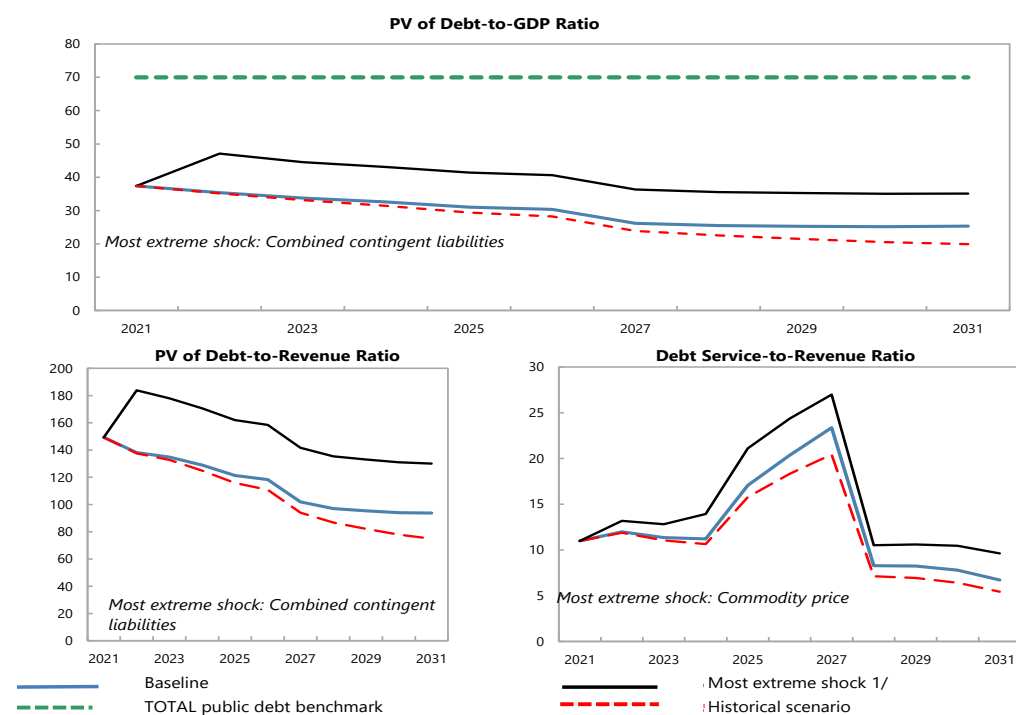 PV of Debt-to-GDP Ratio
80
70
60
50
40
30
20
10
0
Most extreme shock: Combined contingent liabilities
2021 2023 2025 2027 2029 2031
PV of Debt-to-Revenue Ratio
200
180
160
140
120
100
80
60
40
20
0
Most extreme shock: Combined contingent
liabilities
2021 2023 2025 2027 2029 2031
Debt Service-to-Revenue Ratio
30
25
20
15
10
5
0
Most extreme shock: Commodity price
2021 2023 2025 2027 2029 2031
Baseline
TOTAL public debt benchmark
Most extreme shock 1/
Historical scenario